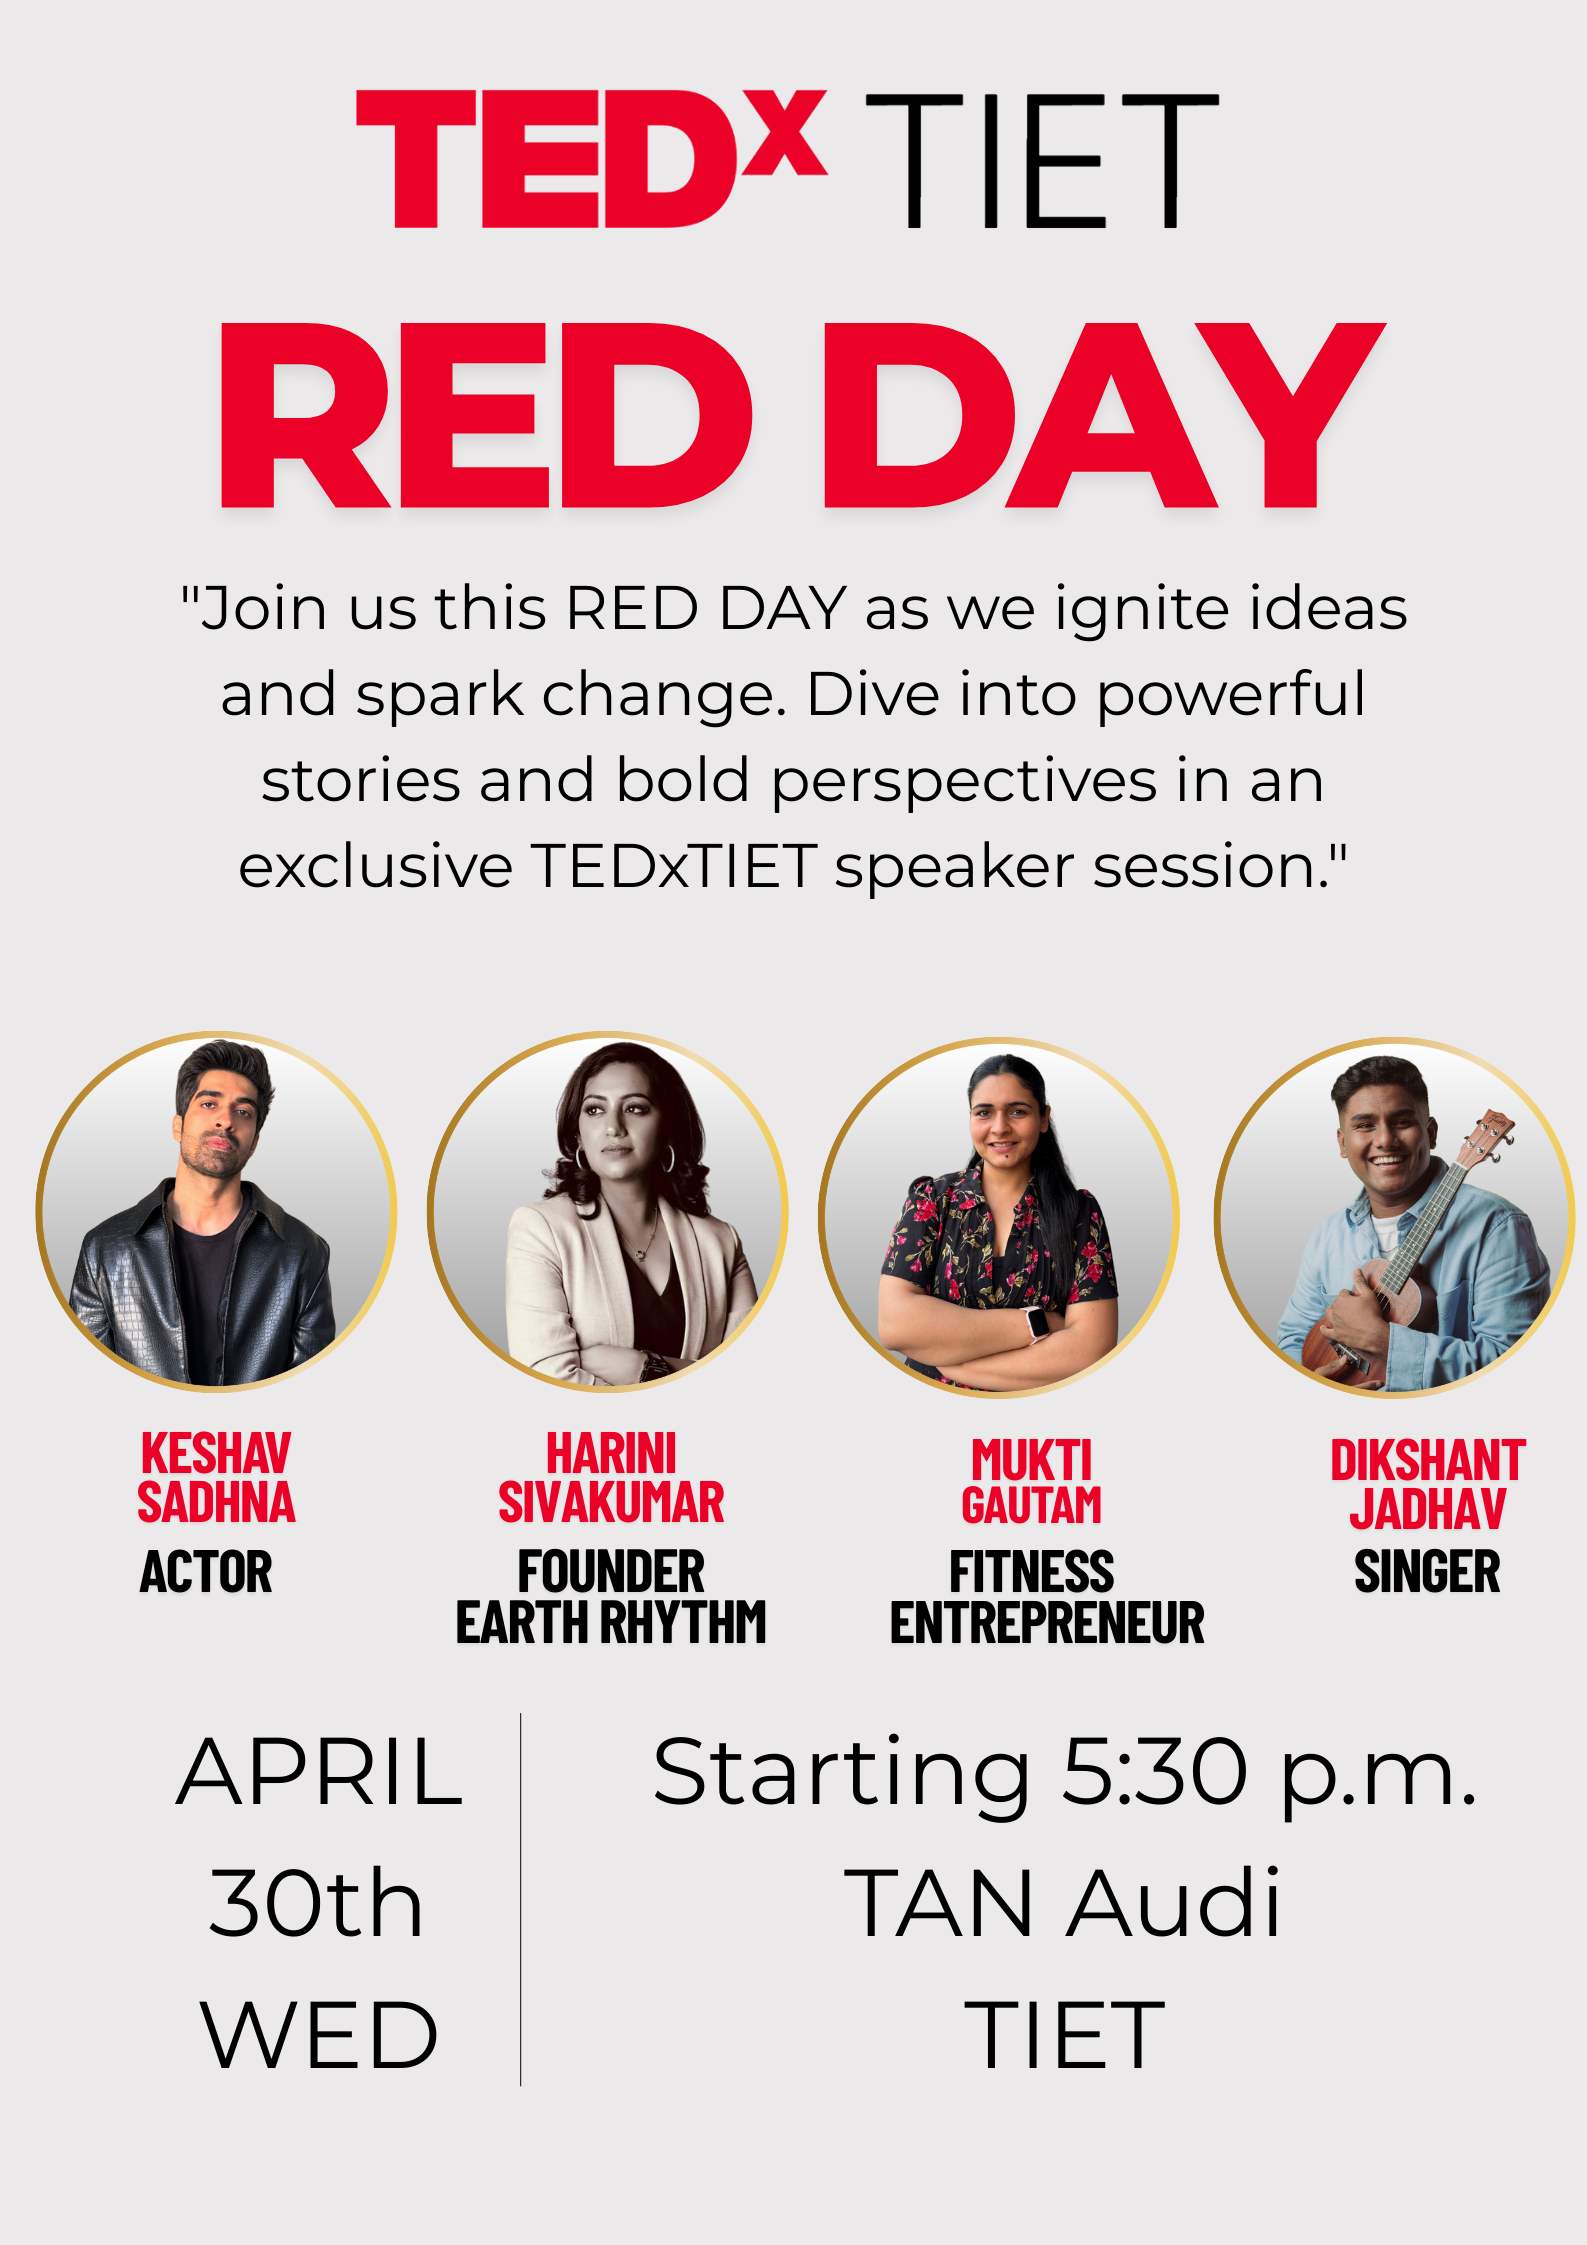 TEDx TIET
RED DAY
"Join us this RED DAY as we ignite ideas
and spark change. Dive into powerful
stories and bold perspectives in an
exclusive TEDxTIET speaker session."
KESHAV
SADHNA
ACTOR
HARINI
SIVAKUMAR
FOUNDER
EARTH RHYTHM
MUKTI
GAUTAM
FITNESS
ENTREPRENEUR
DIKSHANT
JADHAV
SINGER
APRIL
30th
WED
Starting 5:30 p.m.
TAN Audi
TIET